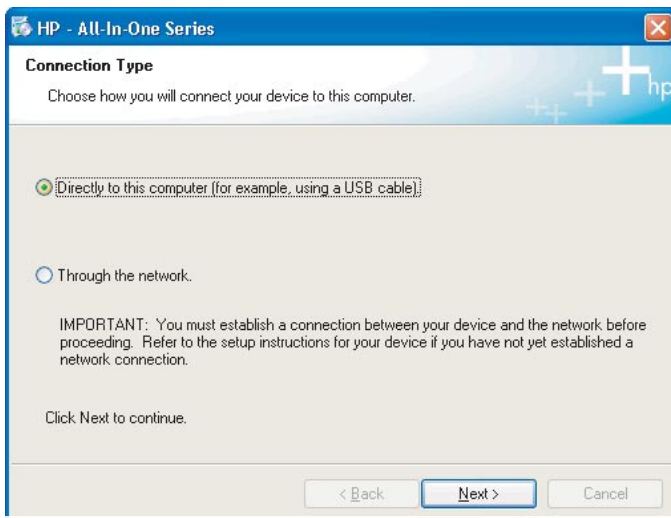 HP - All-In-One Series
Connection Type
Choose how you will connect your device to this computer.
hp
Directly to this computer (for example, using a USB cable).
Through the network.
IMPORTANT: You must establish a connection between your device and the network before
proceeding. Refer to the setup instructions for your device if you have not yet established a
network connection.
Click Next to continue.
< Back
Next >
Cancel